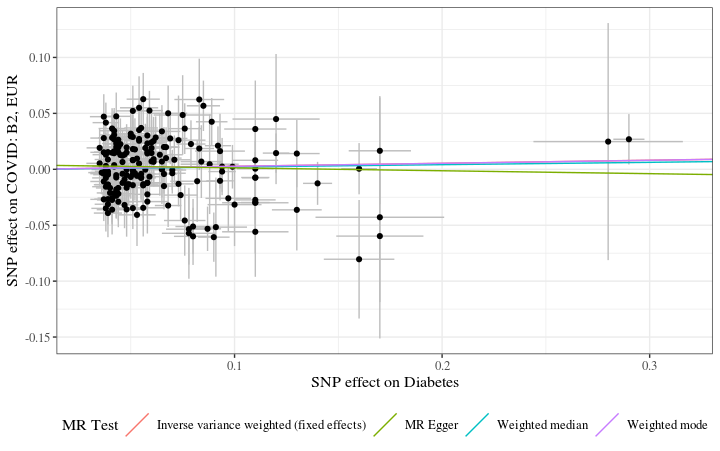 SNP effect on COVID: B2, EUR
0.10
0.05
0.00
-0.05
-0.10
-0.15
0.1 0.2 0.3
SNP effect on Diabetes
MR Test Inverse variance weighted (fixed effects) MR Egger Weighted median Weighted mode